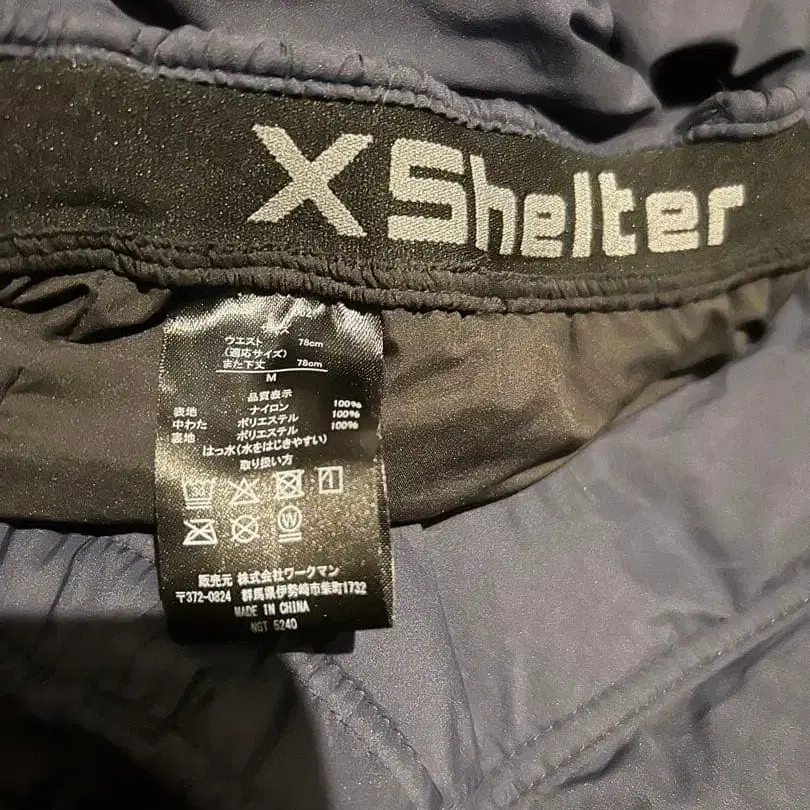 X Shelter
ウエスト 78cm
(適応サイズ)
また下丈 78cm
M
品質表示
表地 ナイロン 100%
中わた ポリエステル 100%
裏地 ポリエステル 100%
はっ水(水をはじきやすい)
取り扱い方
W
販売元 株式会社ワークマン
〒372-0824 群馬県伊勢崎市柴町1732
MADE IN CHINA
NGT 5240